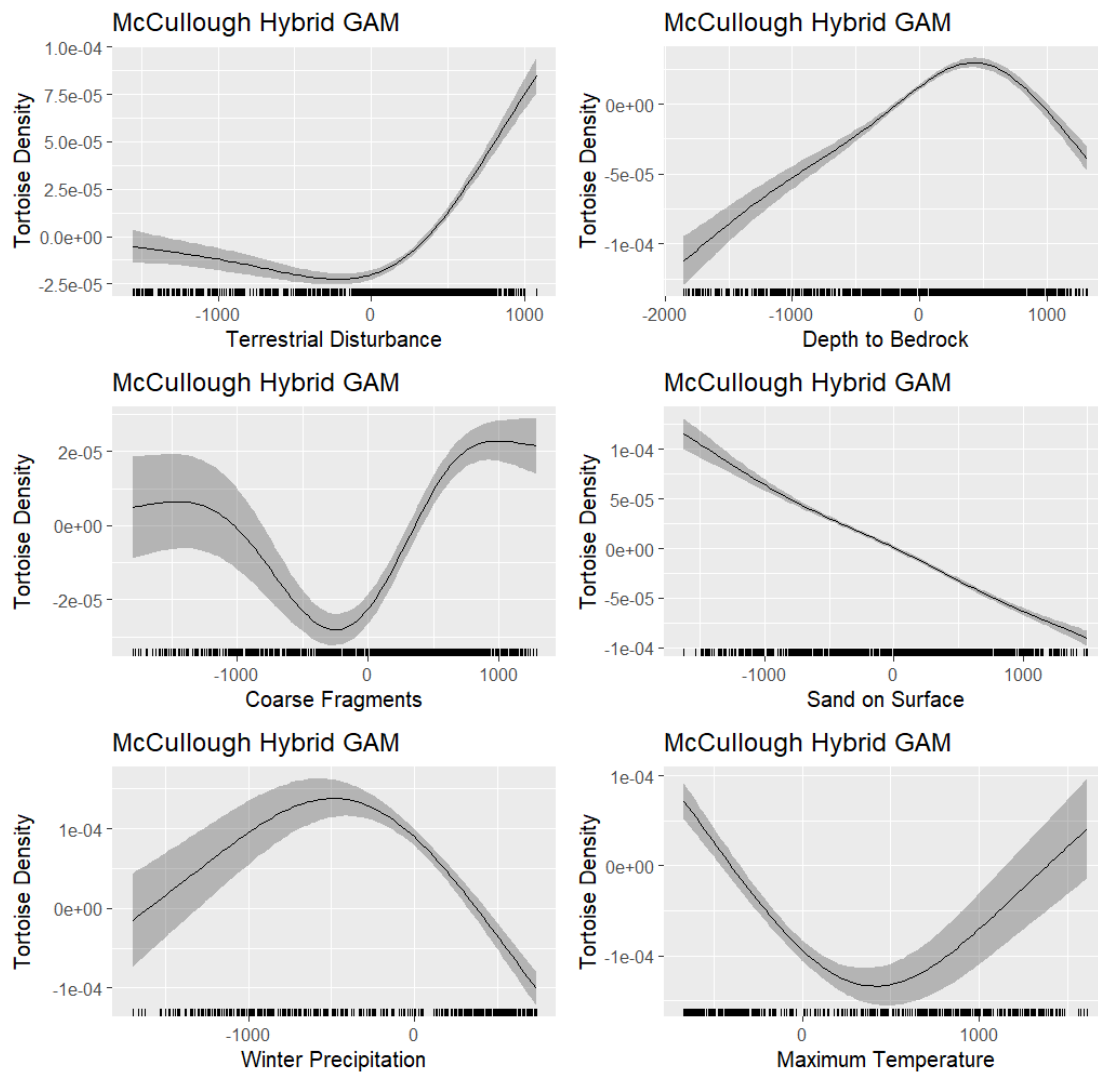 McCullough Hybrid GAM
1.0e-04
7.5e-05
5.0e-05
2.5e-05
0.0e+00
-2.5e-05
Tortoise Density
-1000 0 1000
Terrestrial Disturbance
McCullough Hybrid GAM
0e+00
-5e-05
-1e-04
Tortoise Density
-2000 -1000 0 1000
Depth to Bedrock
McCullough Hybrid GAM
2e-05
0e+00
-2e-05
Tortoise Density
-1000 0 1000
Coarse Fragments
McCullough Hybrid GAM
1e-04
5e-05
0e+00
-5e-05
-1e-04
Tortoise Density
-1000 0 1000
Sand on Surface
McCullough Hybrid GAM
1e-04
0e+00
-1e-04
Tortoise Density
-1000 0
Winter Precipitation
McCullough Hybrid GAM
1e-04
0e+00
-1e-04
Tortoise Density
0 1000
Maximum Temperature